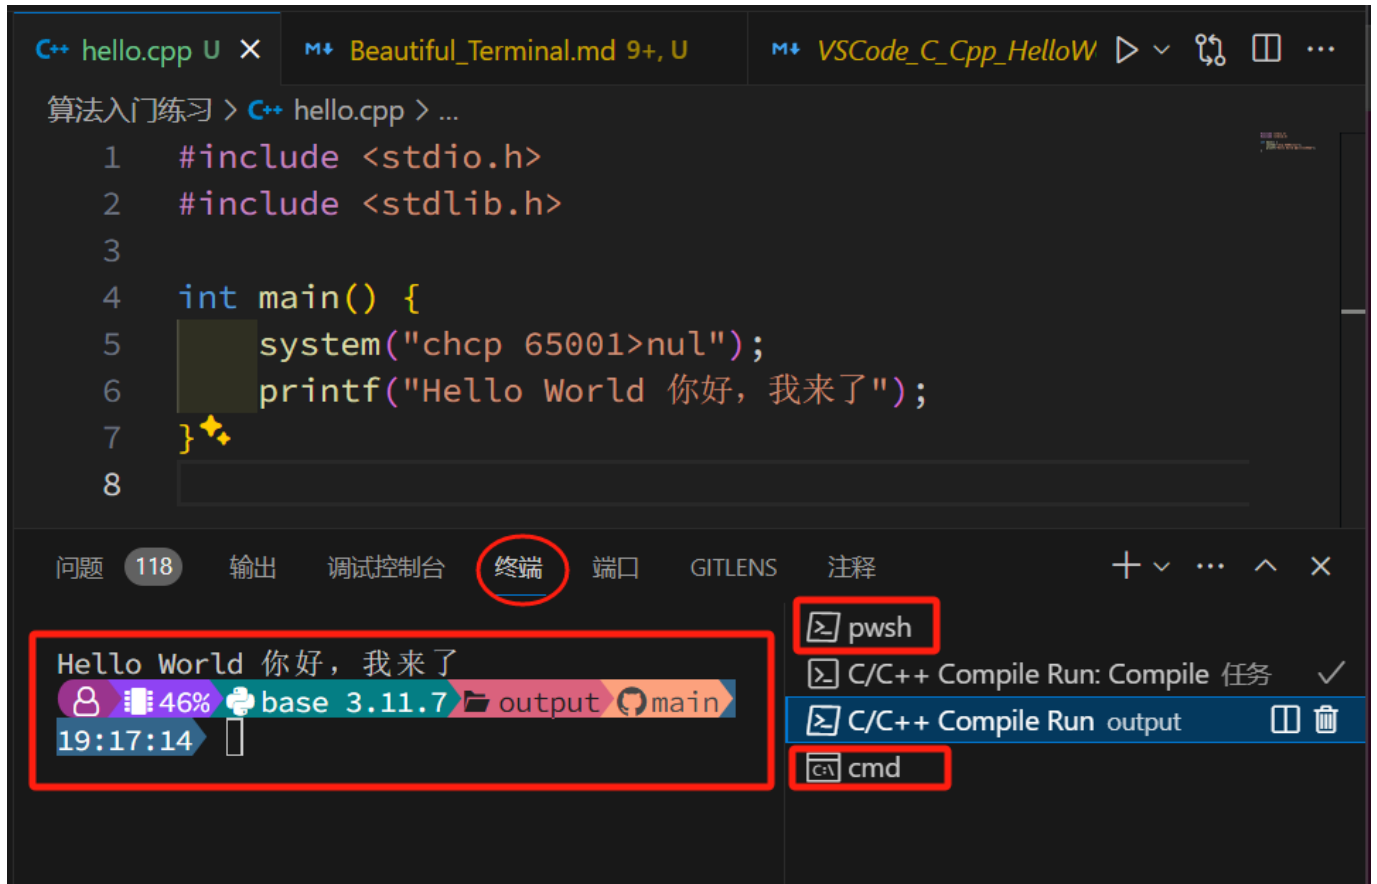 C++ hello.cpp U × M↓ Beautiful_Terminal.md 9+, U M↓ VSCode_C_Cpp_HelloW
算法入门练习 > C++ hello.cpp > ...
1 #include <stdio.h>
2 #include <stdlib.h>
3
4 int main() {
5 system("chcp 65001>nul");
6 printf("Hello World 你好，我来了");
7 }
8
问题 118 输出 调试控制台 终端 端口 GITLENS 注释
Hello World 你好，我来了
46% base 3.11.7 output main
19:17:14
pwsh
C/C++ Compile Run: Compile 任务 ✓
C/C++ Compile Run output
C:\ cmd